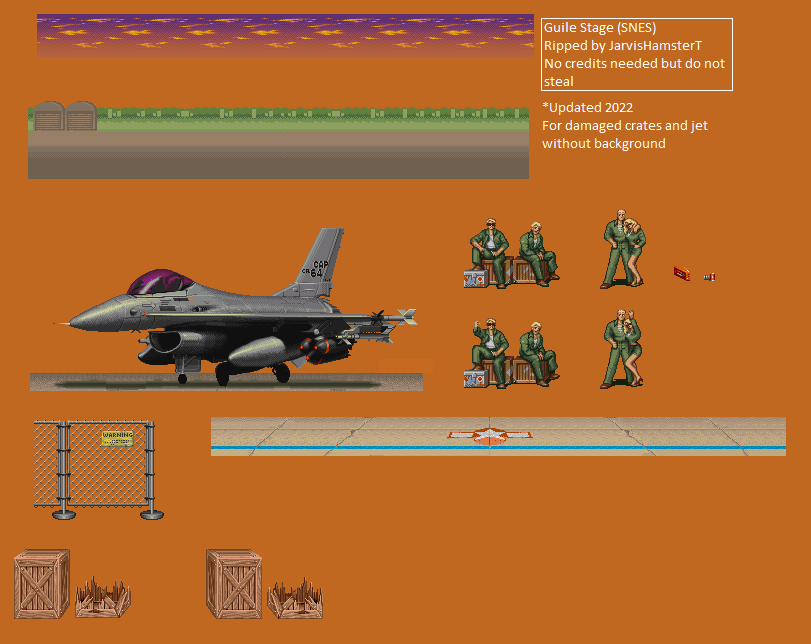 Guile Stage (SNES)
Ripped by JarvisHamsterT
No credits needed but do not
steal
*Updated 2022
For damaged crates and jet
without background
CAP
CR 64
WARNING